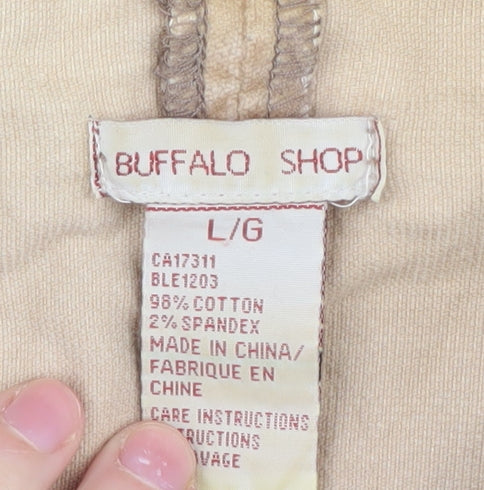 BUFFALO SHOP
L/G
CA17311
BLE1203
98% COTTON
2% SPANDEX
MADE IN CHINA/
FABRIQUE EN
CHINE
CARE INSTRUCTIONS